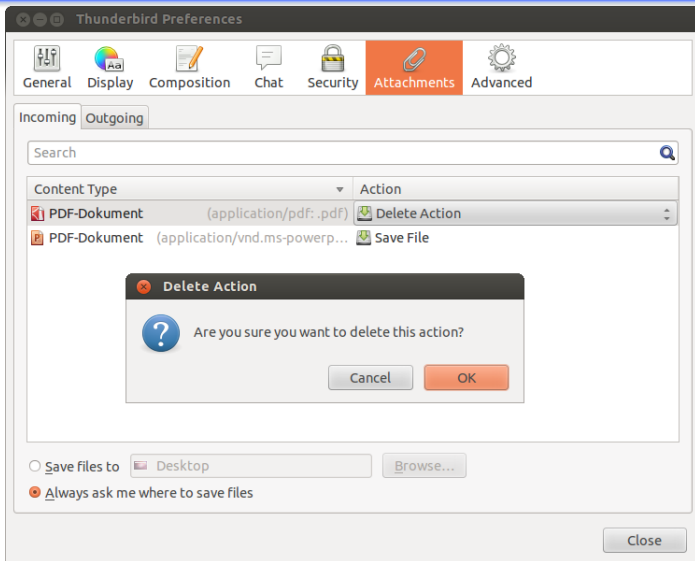 Thunderbird Preferences
General Display Composition Chat Security Attachments Advanced
Incoming Outgoing
Search
Content Type Action
PDF-Dokument (application/pdf: .pdf) Delete Action
PDF-Dokument (application/vnd.ms-powerp... Save File
Delete Action
Are you sure you want to delete this action?
Cancel OK
Save files to Desktop Browse...
Always ask me where to save files
Close